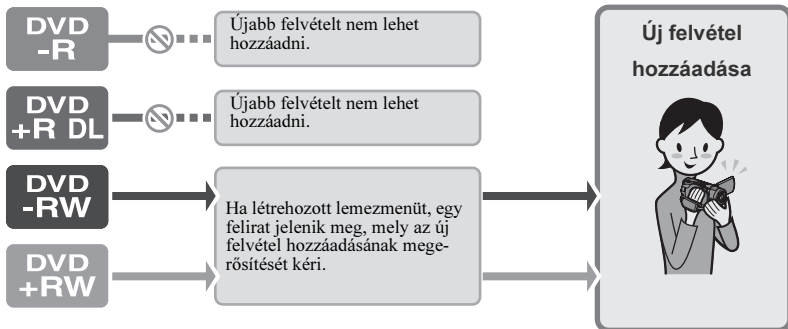 DVD
-R
Újabb felvételt nem lehet
hozzáadni.
DVD
+R DL
Újabb felvételt nem lehet
hozzáadni.
DVD
-RW
DVD
+RW
Ha létrehozott lemezmenüt, egy
felirat jelenik meg, mely az új
felvétel hozzáadásának mege-
rősítését kéri.
Új felvétel
hozzáadása